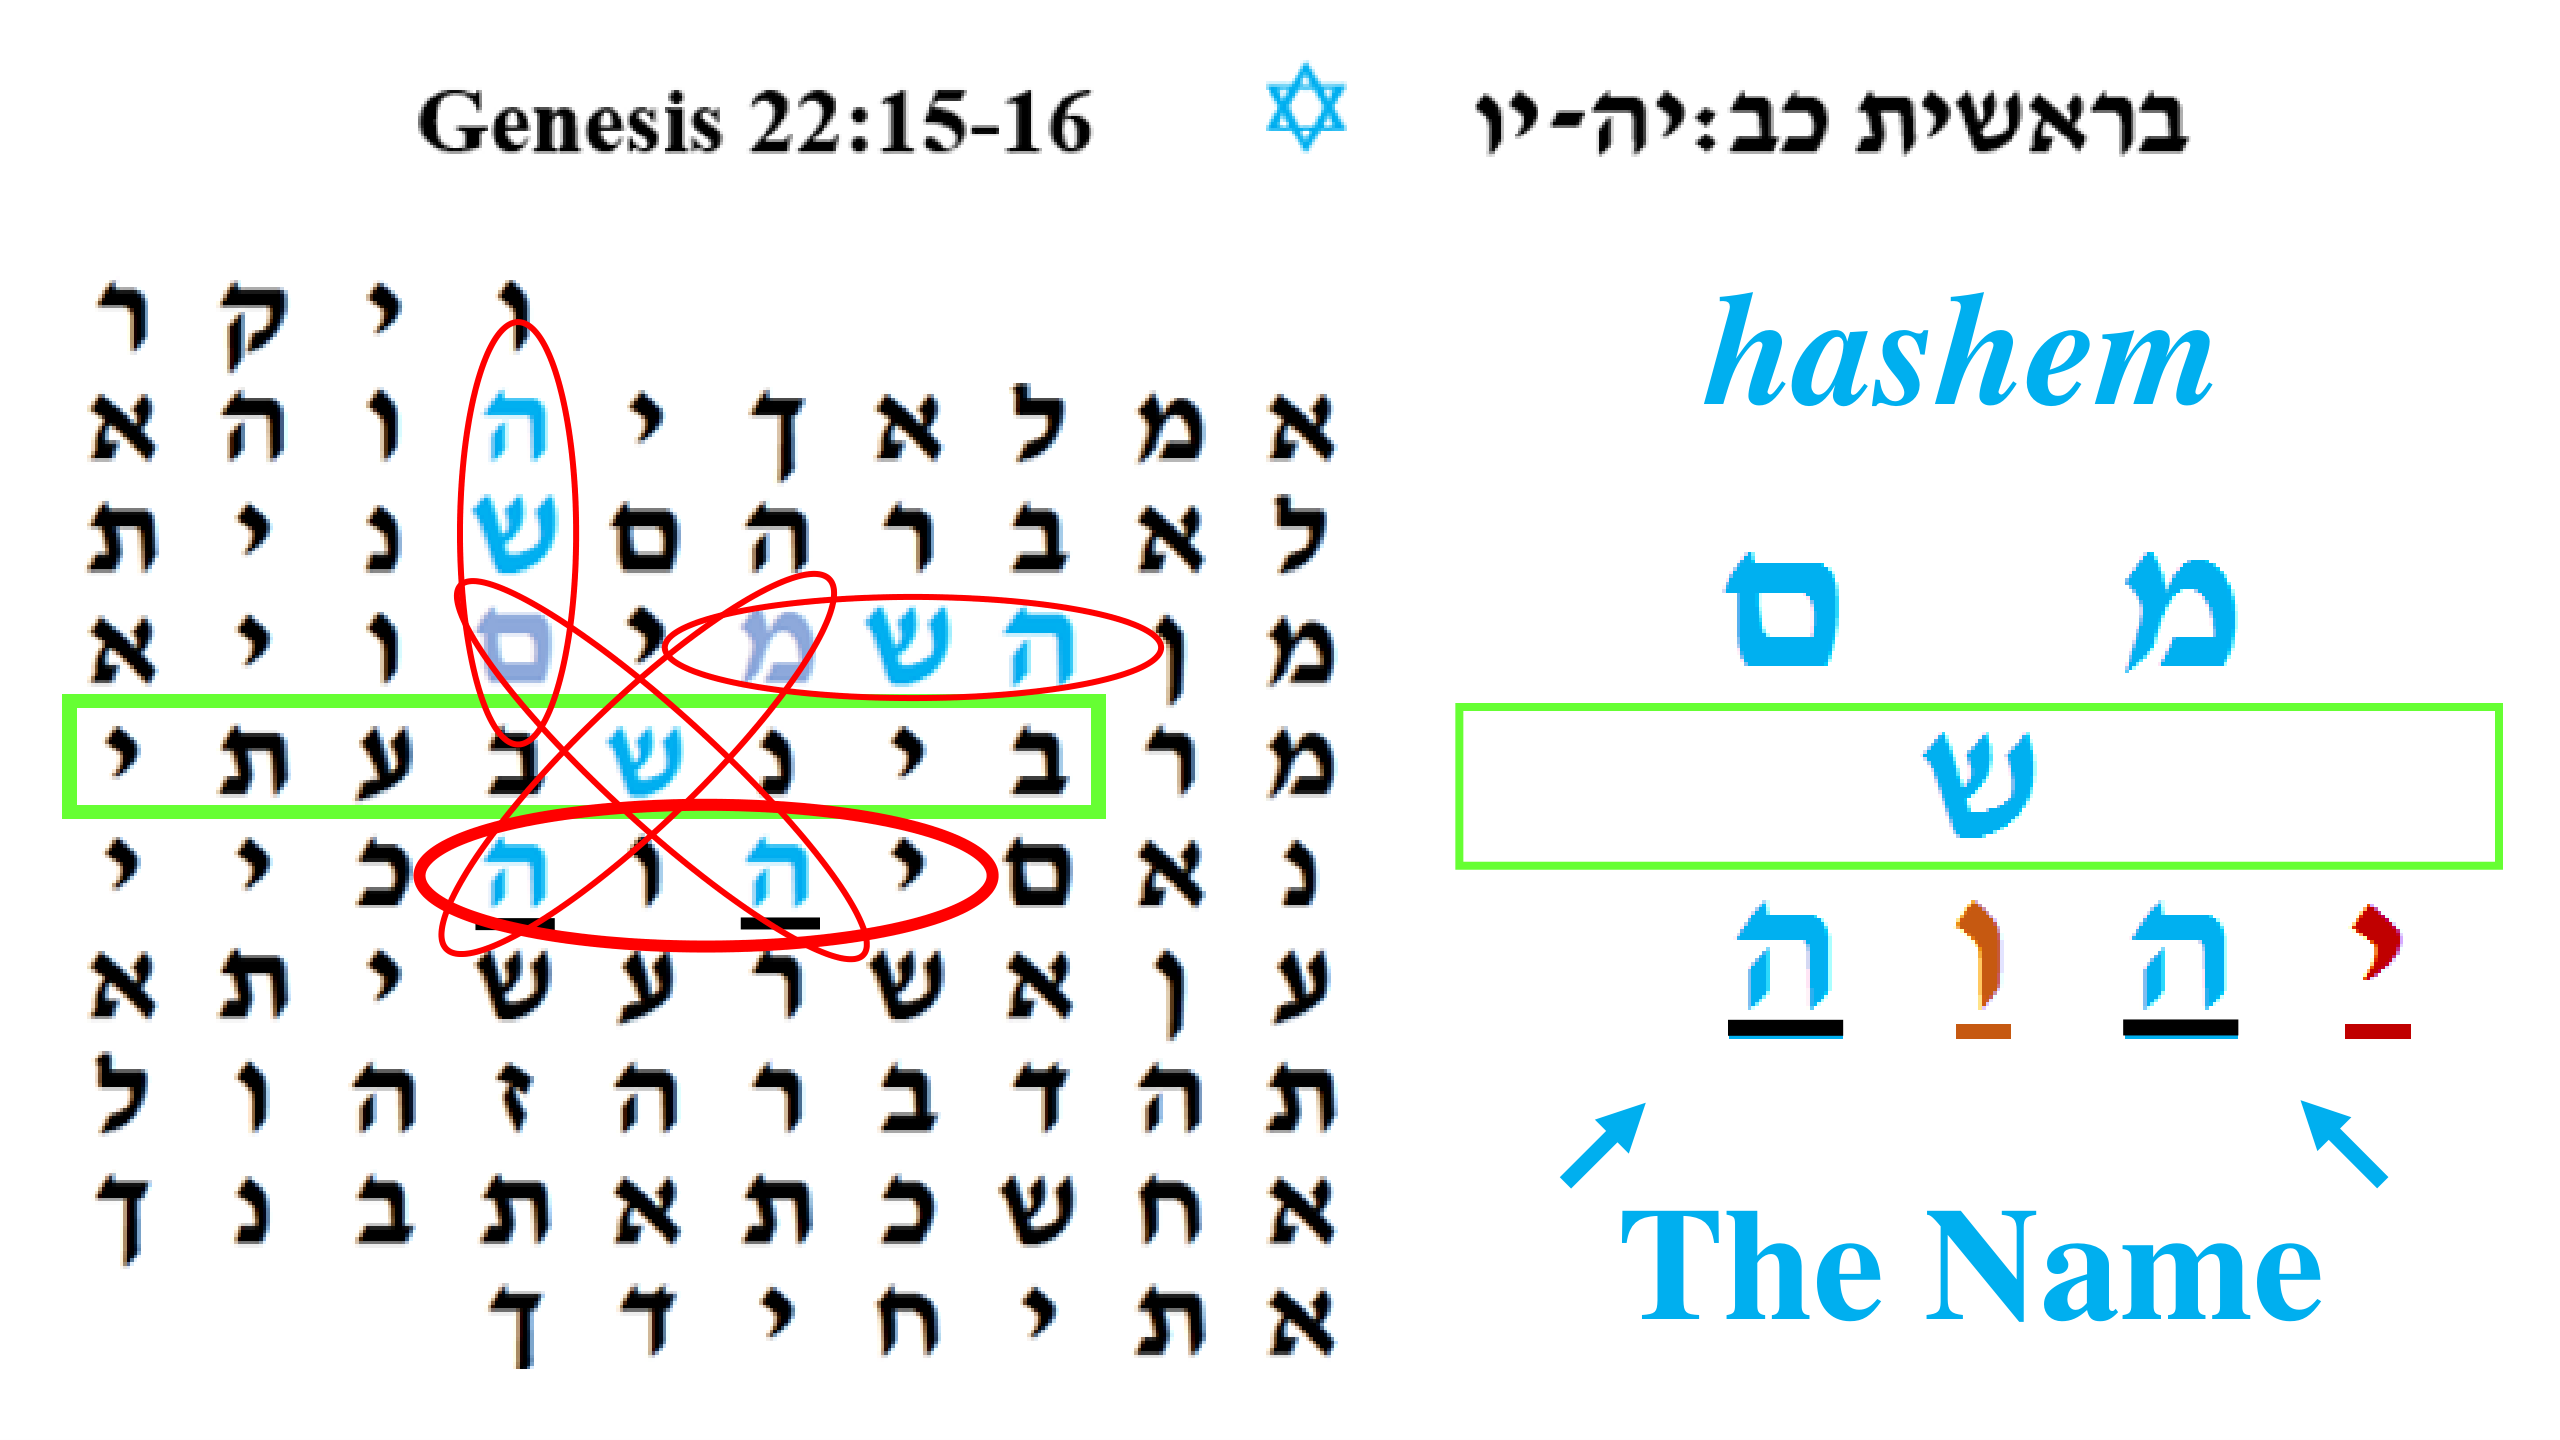 Genesis 22:15-16 ✡ בראשית כב:יה-יו
ו י ק ר
א מ ל א ך י ה ו ה א
ל א ב ר ה ם ש נ י ת
מ ן ה ש מ י ם ו י א
מ ר ב י נ ש ב ע ת י
נ א ם י ה ו ה כ י י
ע ן א ש ר ע ש י ת א
ת ה ד ב ר ה ז ה ו ל
א ח ש כ ת א ת ב נ ך
א ת י ח י ד ך
hashem
מ ם
ש
י ה ו ה
The Name